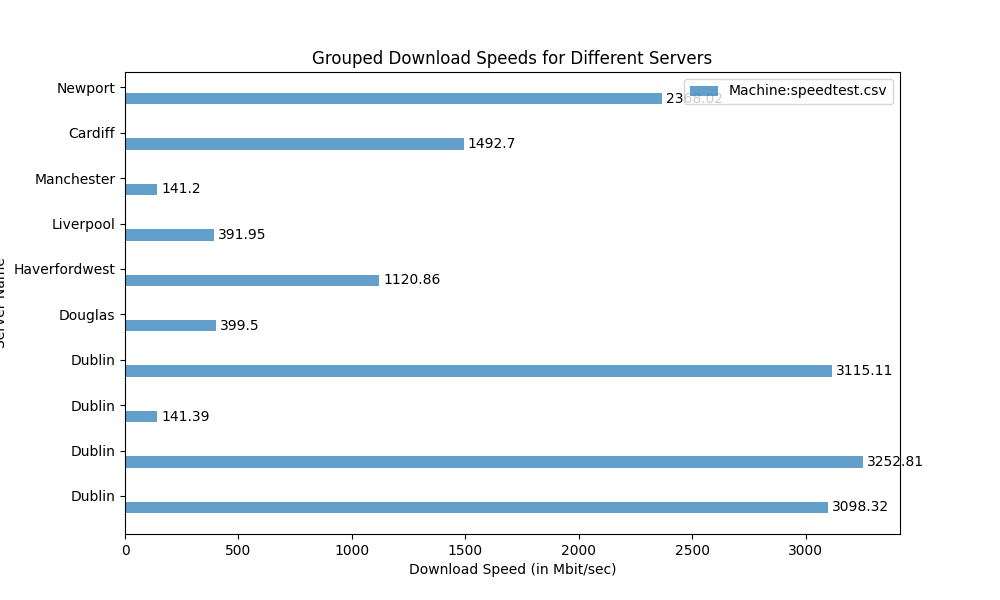 Grouped Download Speeds for Different Servers
Machine:speedtest.csv
Newport
2368.02
Cardiff
1492.7
Manchester
141.2
Liverpool
391.95
Haverfordwest
1120.86
Douglas
399.5
Dublin
3115.11
Dublin
141.39
Dublin
3252.81
Dublin
3098.32
0 500 1000 1500 2000 2500 3000
Download Speed (in Mbit/sec)
Server Name